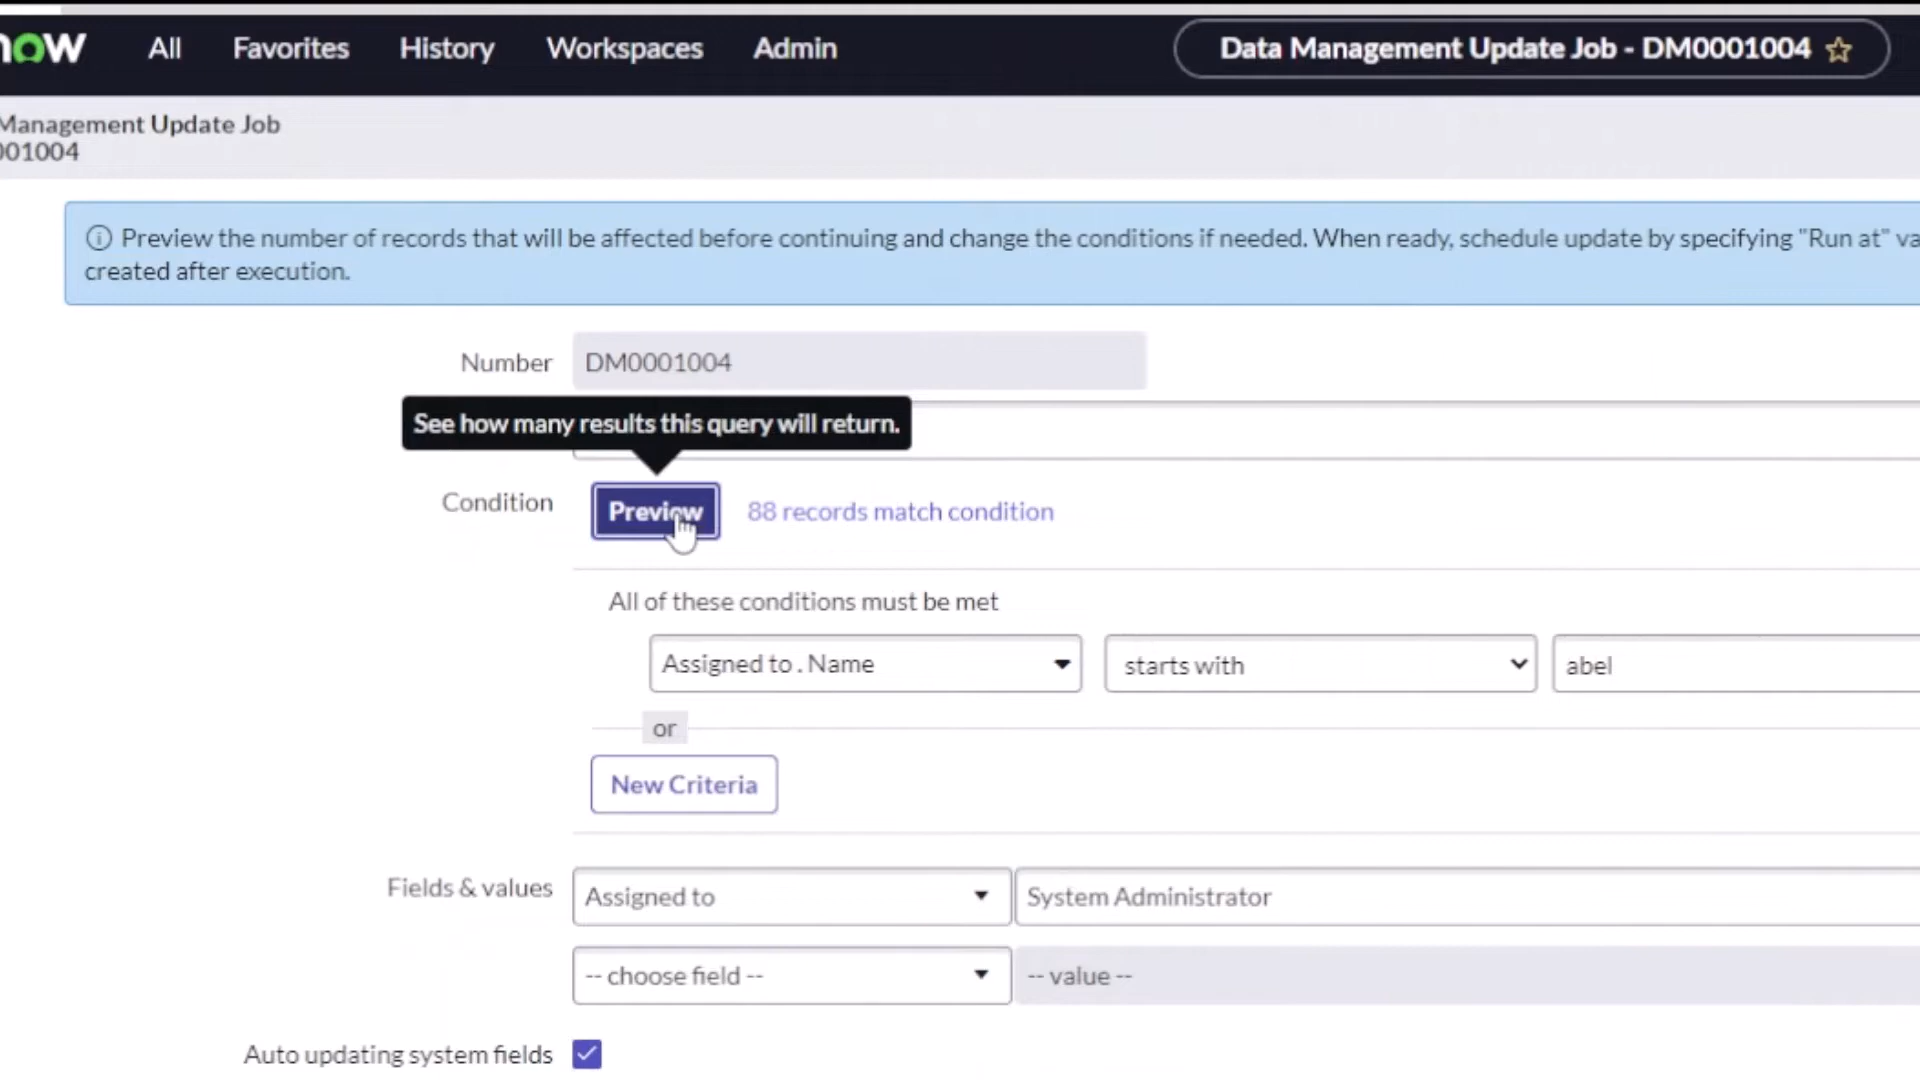 now
All Favorites History Workspaces Admin
Data Management Update Job - DM0001004
Management Update Job
001004
Preview the number of records that will be affected before continuing and change the conditions if needed. When ready, schedule update by specifying "Run at" va
created after execution.
Number DM0001004
See how many results this query will return.
Condition Preview 88 records match condition
All of these conditions must be met
Assigned to . Name starts with abel
or
New Criteria
Fields & values Assigned to System Administrator
-- choose field -- -- value --
Auto updating system fields